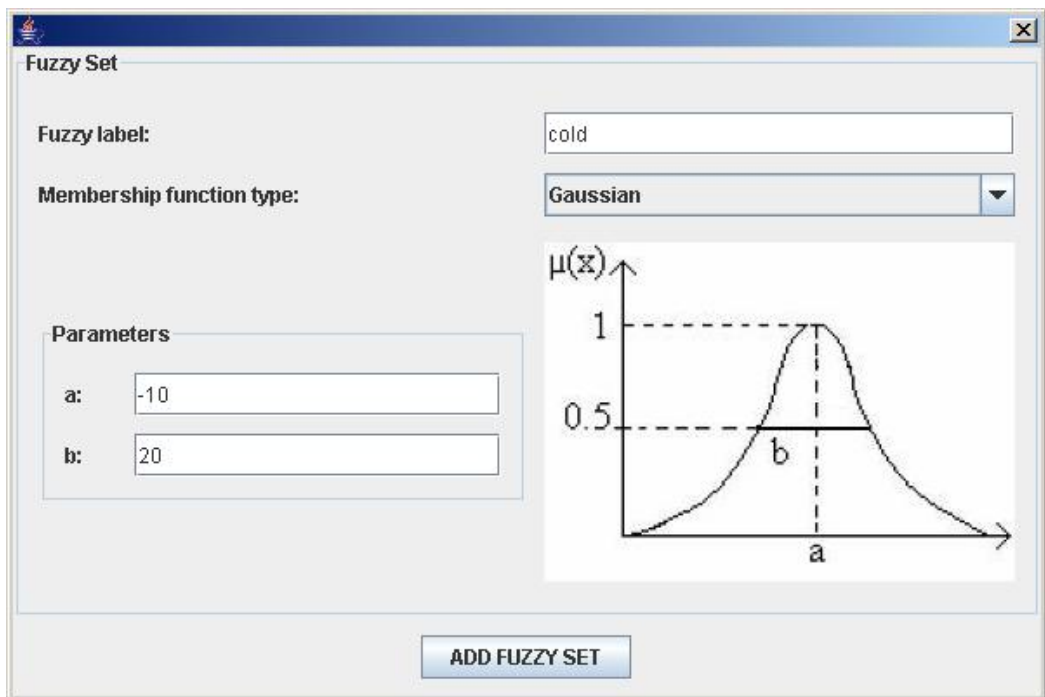 Fuzzy Set
Fuzzy label:
cold
Membership function type:
Gaussian
Parameters
a:
-10
b:
20
μ(x)
1
0.5
b
a
ADD FUZZY SET